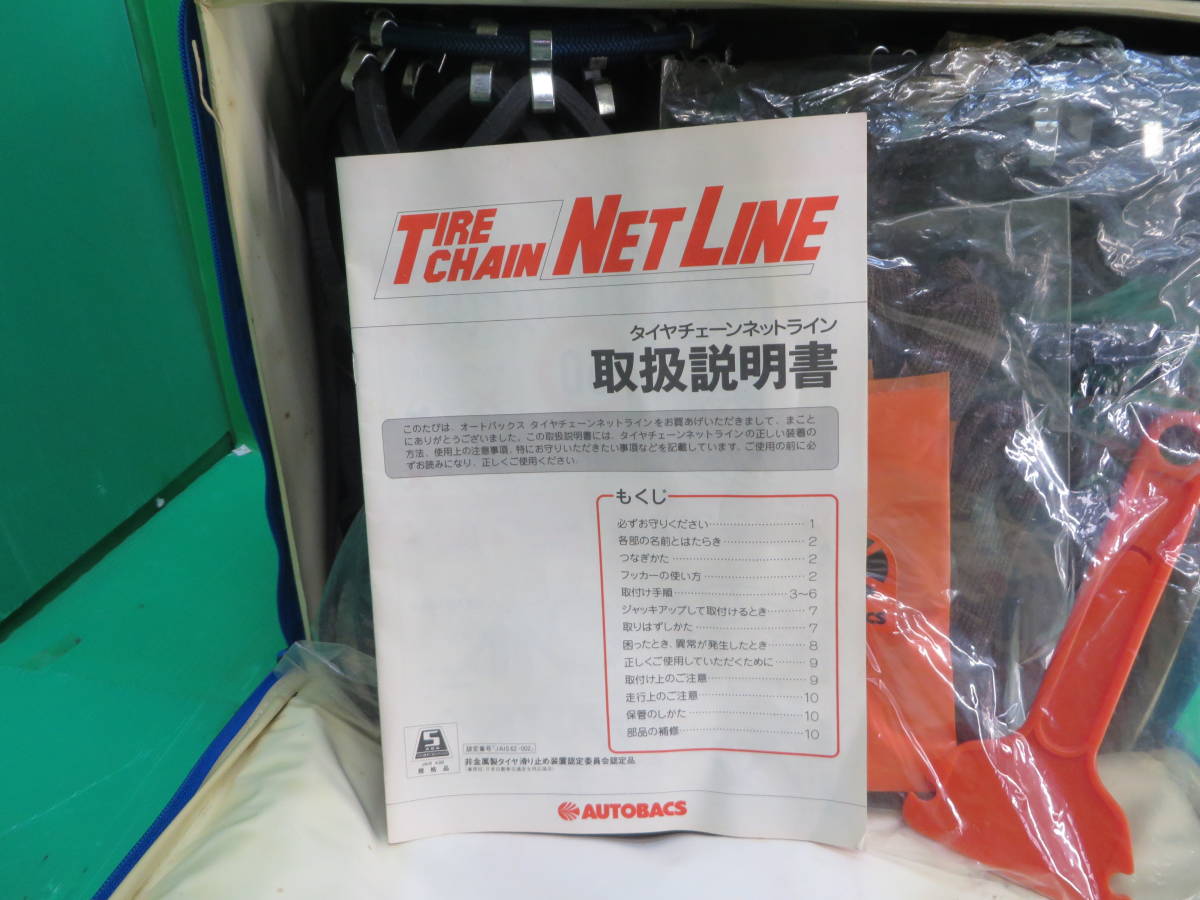 TIRE CHAIN NET LINE
タイヤチェーンネットライン
取扱説明書
このたびは、オートバックス タイヤチェーンネットラインをお買あげいただきまして、まこと
にありがとうございました。この取扱説明書には、タイヤチェーンネットラインの正しい装着の
方法、使用上の注意事項、特にお守りいただきたい事項などを記載しています。ご使用の前に必
ずお読みになり、正しくご使用ください。
もくじ
必ずお守りください…………………… 1
各部の名前とはたらき………………… 2
つなぎかた……………………………… 2
フッカーの使い方……………………… 2
取付け手順……………………………3〜6
ジャッキアップして取付けるとき…… 7
取りはずしかた………………………… 7
困ったとき、異常が発生したとき…… 8
正しくご使用していただくために…… 9
取付け上のご注意……………………… 9
走行上のご注意………………………… 10
保管のしかた…………………………… 10
部品の補修……………………………… 10
S
規格品
認定番号「JAIS62-002」
非金属製タイヤ滑り止め装置認定委員会認定品
AUTOBACS
ACS